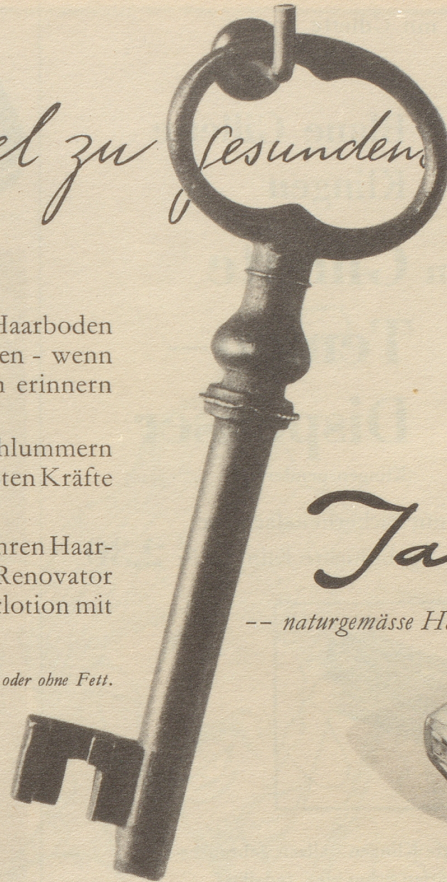 el zu gesunden
Haarboden
en - wenn
n erinnern
hlummern
ten Kräfte
hren Haar-
Renovator
lotion mit
oder ohne Fett.
Ja
-- naturgemässe H